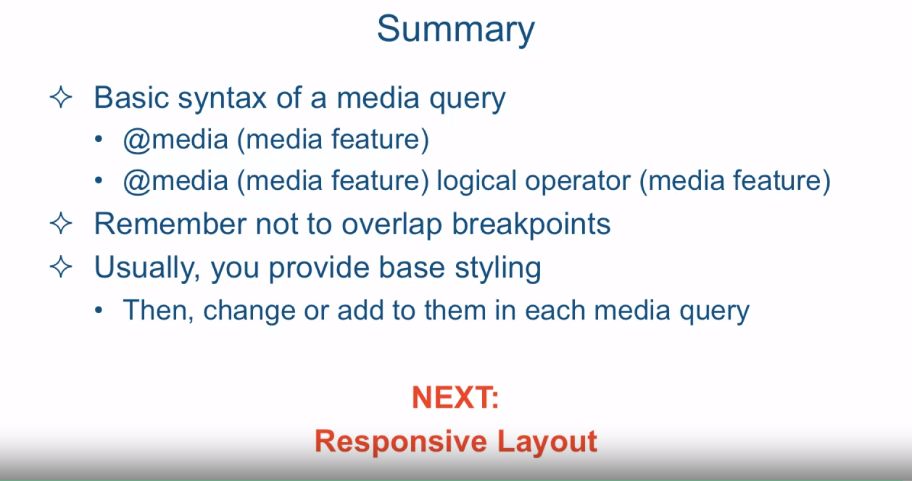 Summary
Basic syntax of a media query
@media (media feature)
@media (media feature) logical operator (media feature)
Remember not to overlap breakpoints
Usually, you provide base styling
Then, change or add to them in each media query
NEXT:
Responsive Layout